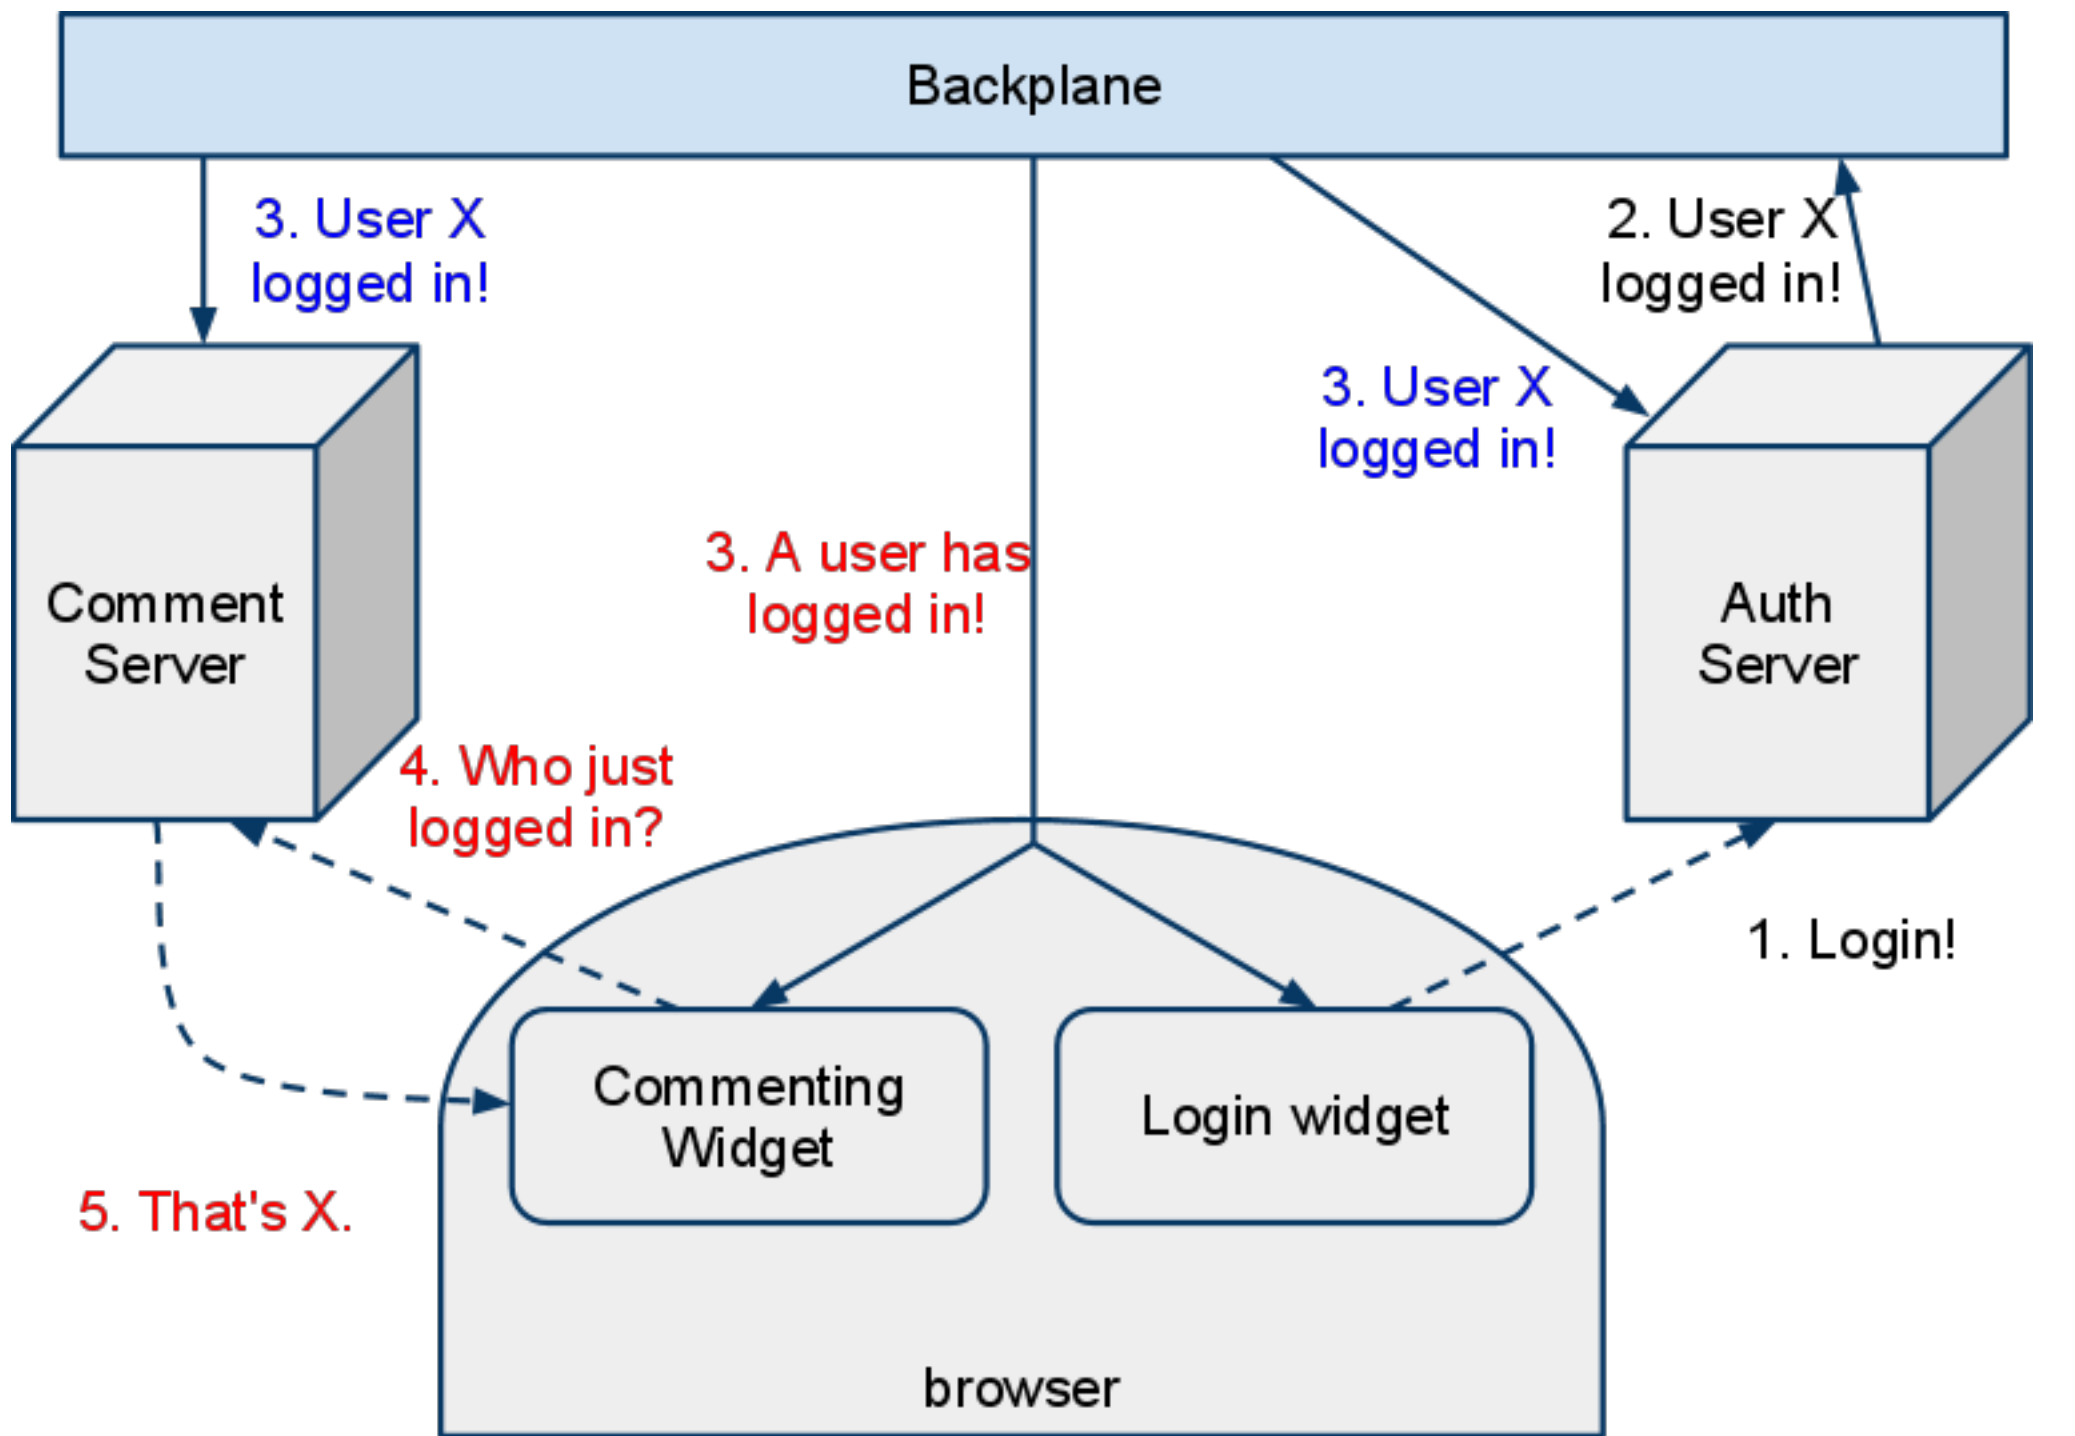 Backplane
3. User X
logged in!
2. User X
logged in!
3. User X
logged in!
3. A user has
logged in!
Comment
Server
Auth
Server
4. Who just
logged in?
1. Login!
Commenting
Widget
Login widget
5. That's X.
browser